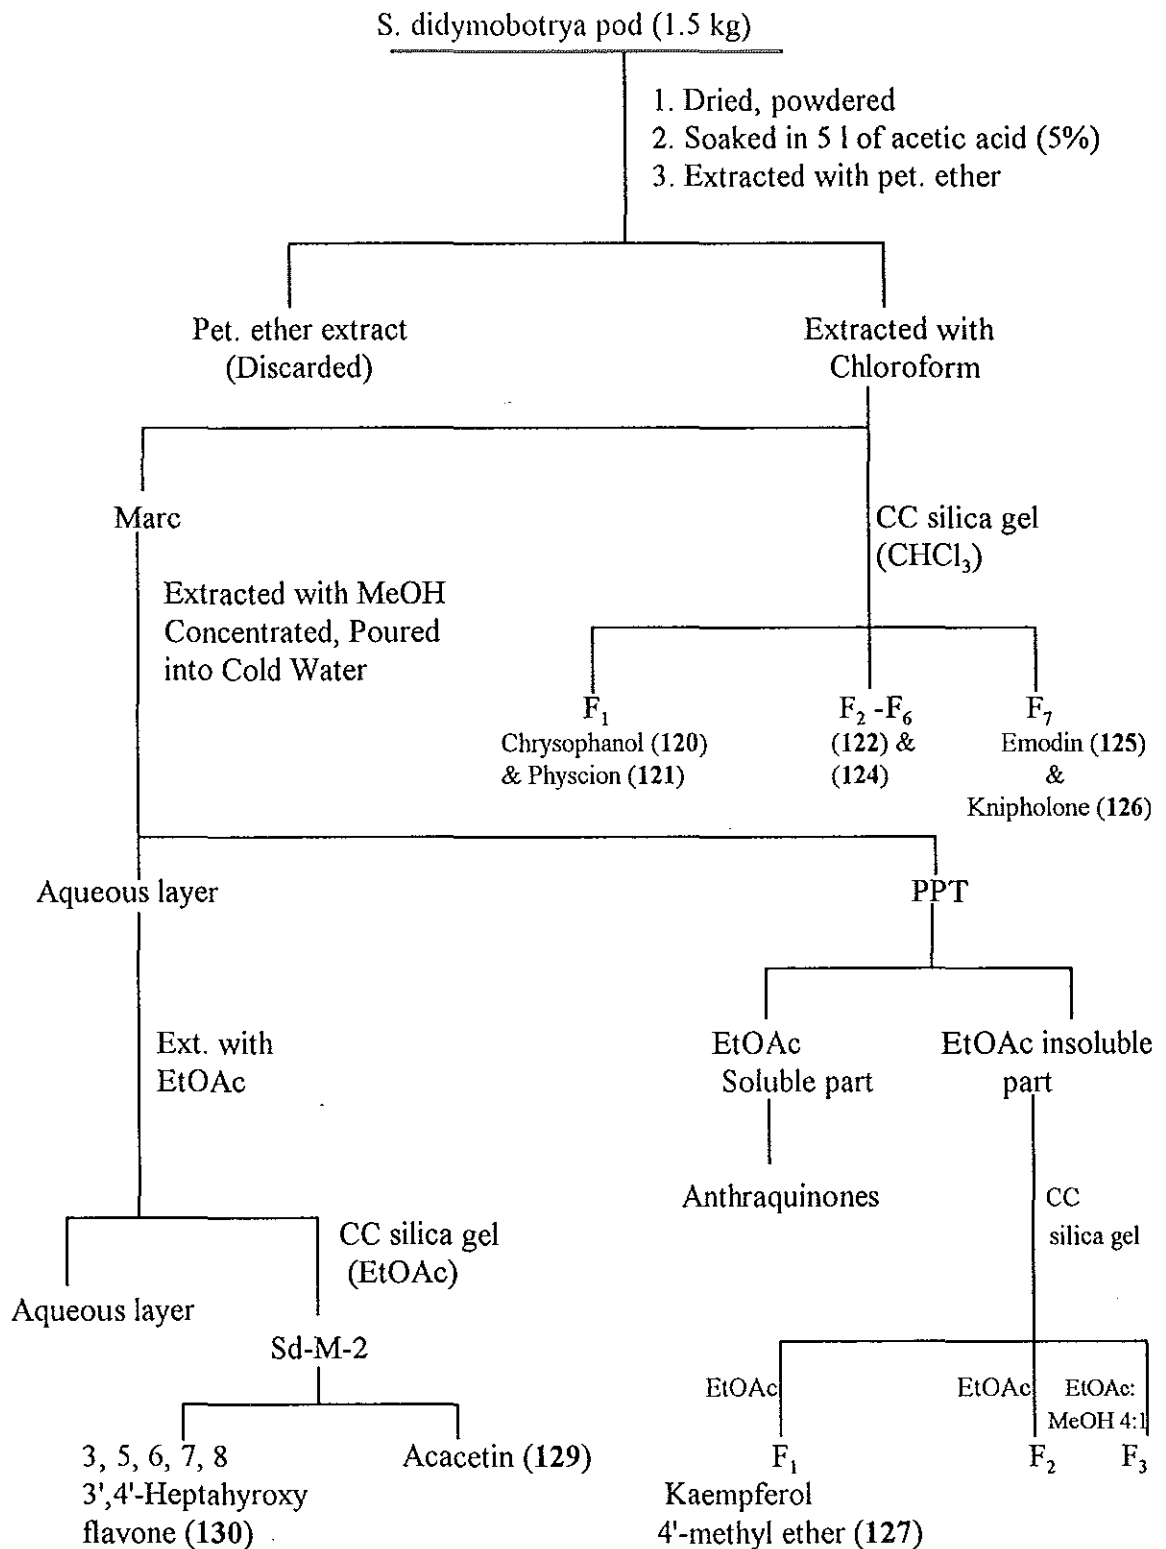 S. didymobotrya pod (1.5 kg)
1. Dried, powdered
2. Soaked in 5 l of acetic acid (5%)
3. Extracted with pet. ether
Pet. ether extract
(Discarded)
Extracted with
Chloroform
Marc
CC silica gel
(CHCl₃)
Extracted with MeOH
Concentrated, Poured
into Cold Water
F₁
Chrysophanol (120)
& Physcion (121)
F₂ -F₆
(122) &
(124)
F₇
Emodin (125)
&
Knipholone (126)
Aqueous layer
PPT
Ext. with
EtOAc
EtOAc
Soluble part
EtOAc insoluble
part
Anthraquinones
CC
silica gel
CC silica gel
(EtOAc)
Aqueous layer
Sd-M-2
3, 5, 6, 7, 8
3',4'-Heptahyroxy
flavone (130)
Acacetin (129)
EtOAc
F₁
Kaempferol
4'-methyl ether (127)
EtOAc
F₂
EtOAc:
MeOH 4:1
F₃